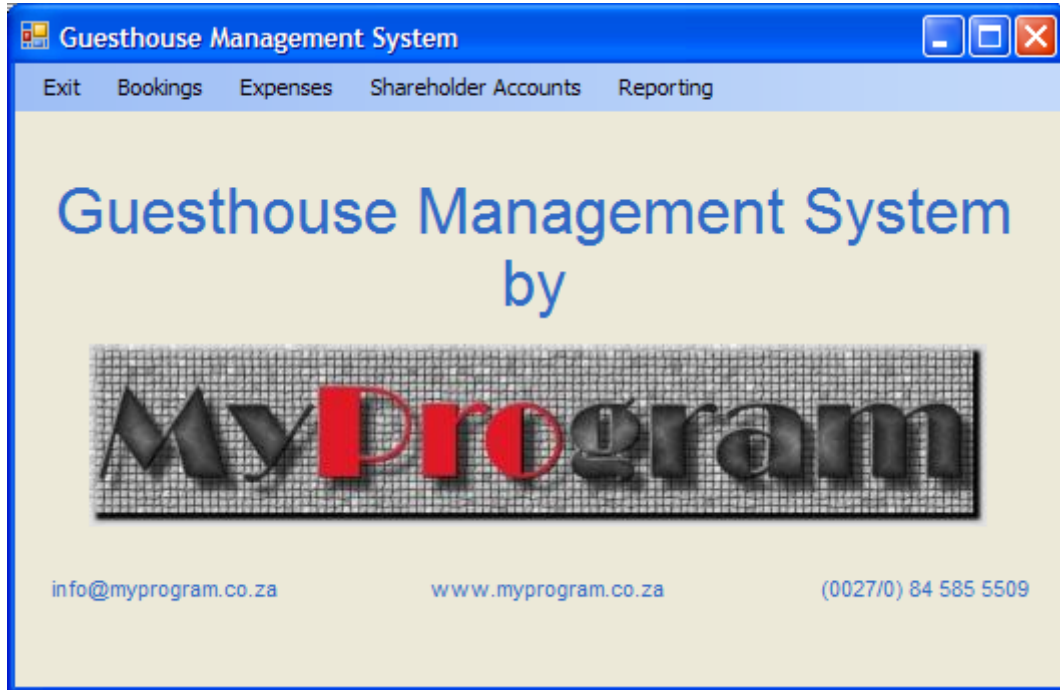 Guesthouse Management System
Exit Bookings Expenses Shareholder Accounts Reporting
Guesthouse Management System
by
MyProgram
info@myprogram.co.za www.myprogram.co.za (0027/0) 84 585 5509